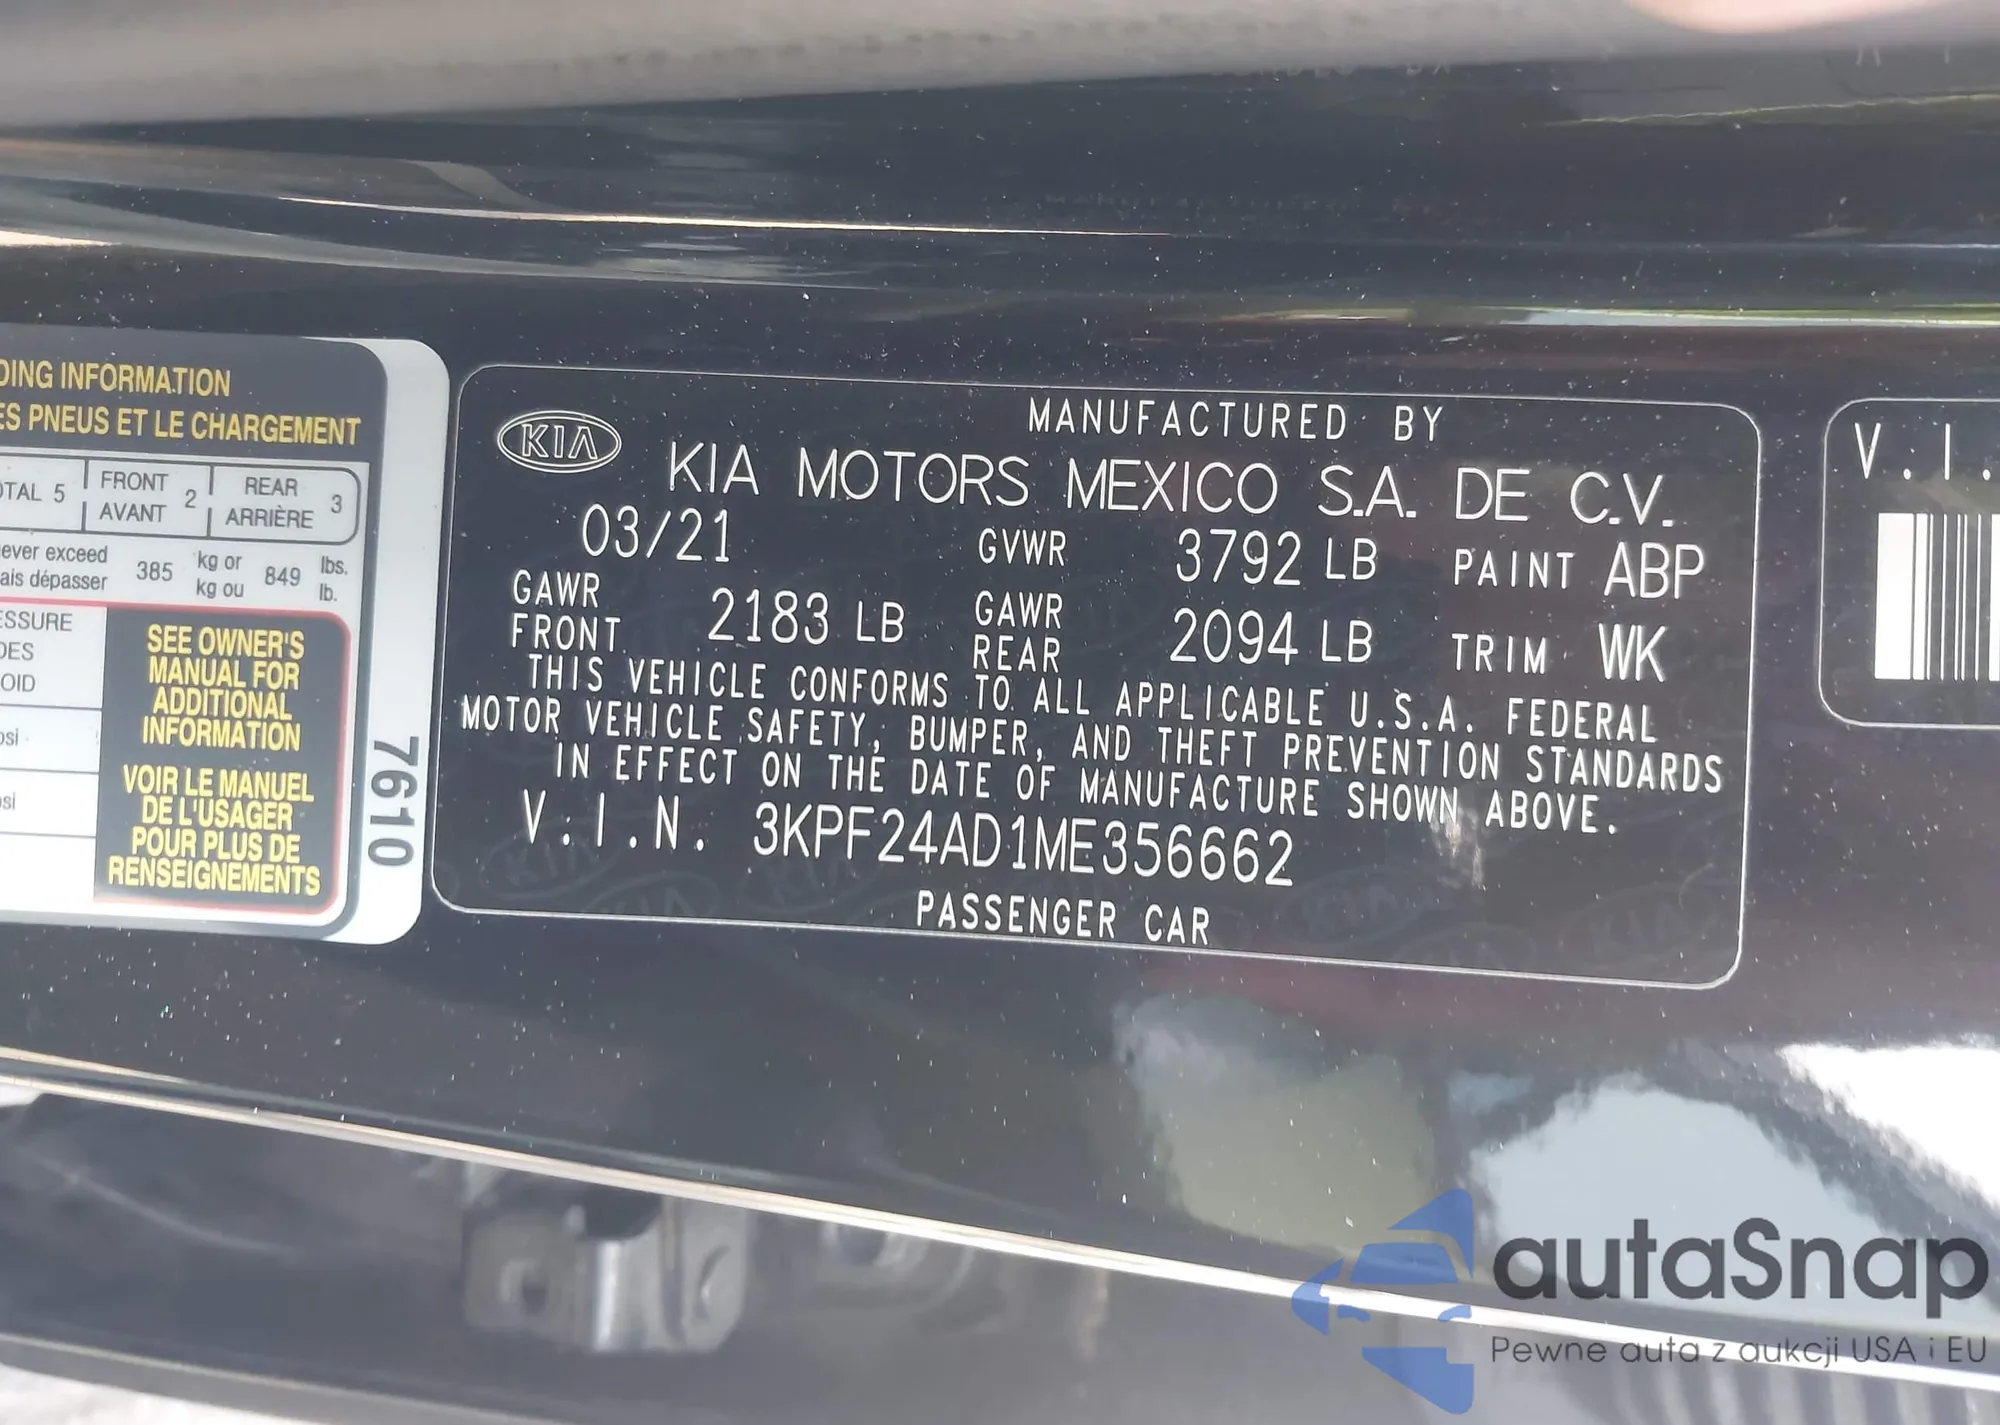 DING INFORMATION
ES PNEUS ET LE CHARGEMENT
OTAL 5
FRONT
AVANT 2
REAR
ARRIÈRE 3
ever exceed
ais dépasser 385 kg or
kg ou 849 lbs.
lb.
ESSURE
DES
OID
psi
psi
SEE OWNER'S
MANUAL FOR
ADDITIONAL
INFORMATION
VOIR LE MANUEL
DE L'USAGER
POUR PLUS DE
RENSEIGNEMENTS
7610
KIA
MANUFACTURED BY
KIA MOTORS MEXICO S.A. DE C.V.
03/21 GVWR 3792 LB PAINT ABP
GAWR
FRONT 2183 LB GAWR
REAR 2094 LB TRIM WK
THIS VEHICLE CONFORMS TO ALL APPLICABLE U.S.A. FEDERAL
MOTOR VEHICLE SAFETY, BUMPER, AND THEFT PREVENTION STANDARDS
IN EFFECT ON THE DATE OF MANUFACTURE SHOWN ABOVE.
V.I.N. 3KPF24AD1ME356662
PASSENGER CAR
V.I.
autaSnap
Pewne auta z aukcji USA i EU